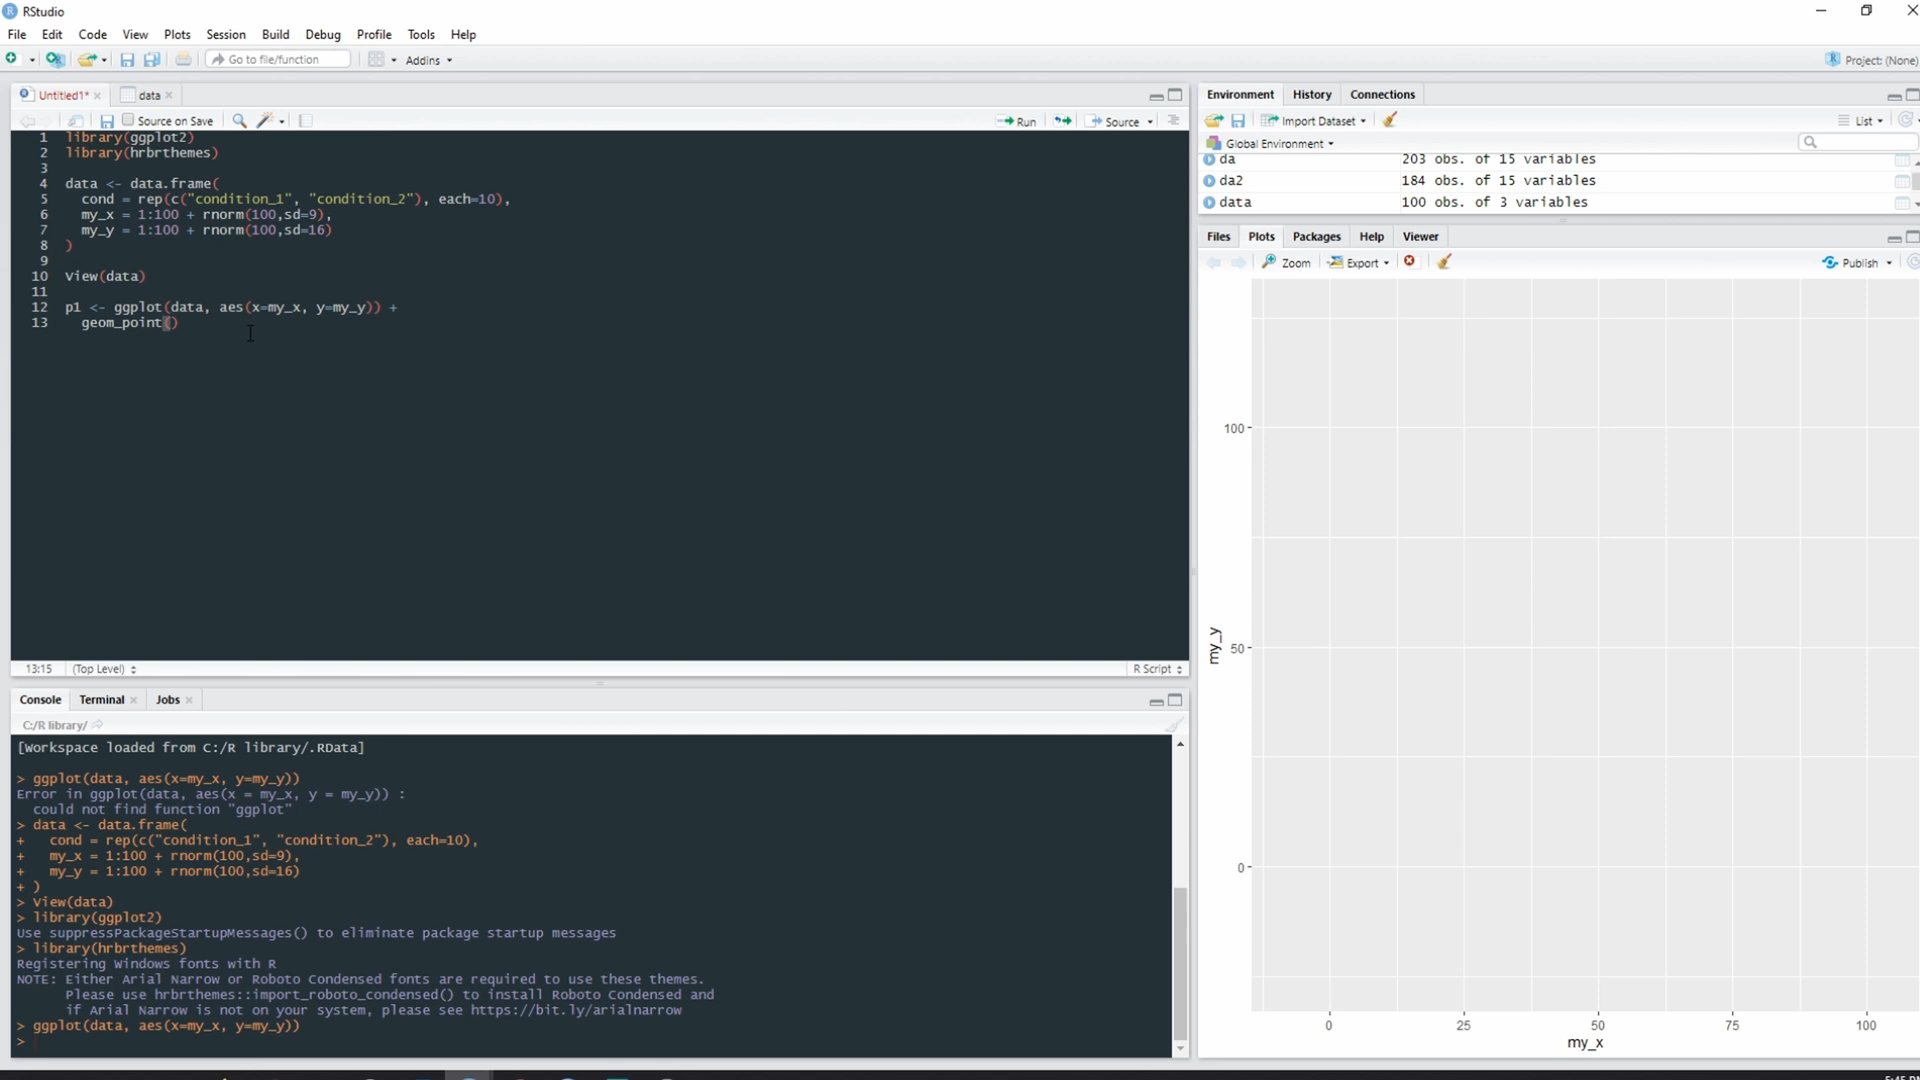 RStudio
File Edit Code View Plots Session Build Debug Profile Tools Help
Go to file/function Addins Project: (None)
Untitled1* data
Source on Save Run Source
1 library(ggplot2)
2 library(hrbrthemes)
3
4 data <- data.frame(
5 cond = rep(c("condition_1", "condition_2"), each=10),
6 my_x = 1:100 + rnorm(100,sd=9),
7 my_y = 1:100 + rnorm(100,sd=16)
8 )
9
10 View(data)
11
12 p1 <- ggplot(data, aes(x=my_x, y=my_y)) +
13 geom_point()
13:15 (Top Level) R Script
Console Terminal Jobs
C:/R library/
[Workspace loaded from C:/R library/.RData]
> ggplot(data, aes(x=my_x, y=my_y))
Error in ggplot(data, aes(x = my_x, y = my_y)) :
could not find function "ggplot"
> data <- data.frame(
+ cond = rep(c("condition_1", "condition_2"), each=10),
+ my_x = 1:100 + rnorm(100,sd=9),
+ my_y = 1:100 + rnorm(100,sd=16)
+ )
> View(data)
> library(ggplot2)
Use suppressPackageStartupMessages() to eliminate package startup messages
> library(hrbrthemes)
Registering Windows fonts with R
NOTE: Either Arial Narrow or Roboto Condensed fonts are required to use these themes.
Please use hrbrthemes::import_roboto_condensed() to install Roboto Condensed and
if Arial Narrow is not on your system, please see https://bit.ly/arialnarrow
> ggplot(data, aes(x=my_x, y=my_y))
>
Environment History Connections
Import Dataset List
Global Environment
da 203 obs. of 15 variables
da2 184 obs. of 15 variables
data 100 obs. of 3 variables
Files Plots Packages Help Viewer
Zoom Export Publish
100
50
0
my_y
0 25 50 75 100
my_x